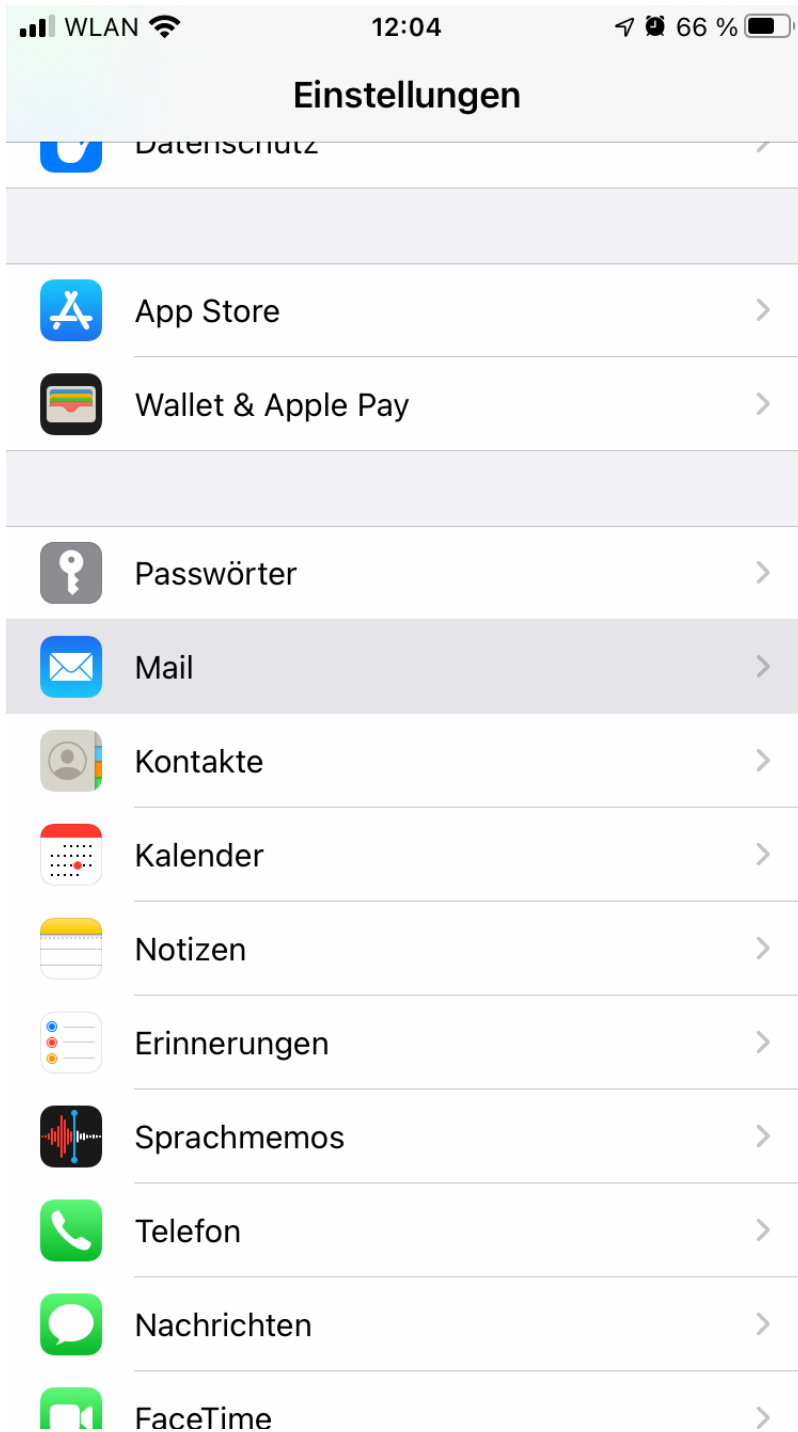 WLAN 12:04 66 %
Einstellungen
Datenschutz
App Store
Wallet & Apple Pay
Passwörter
Mail
Kontakte
Kalender
Notizen
Erinnerungen
Sprachmemos
Telefon
Nachrichten
FaceTime